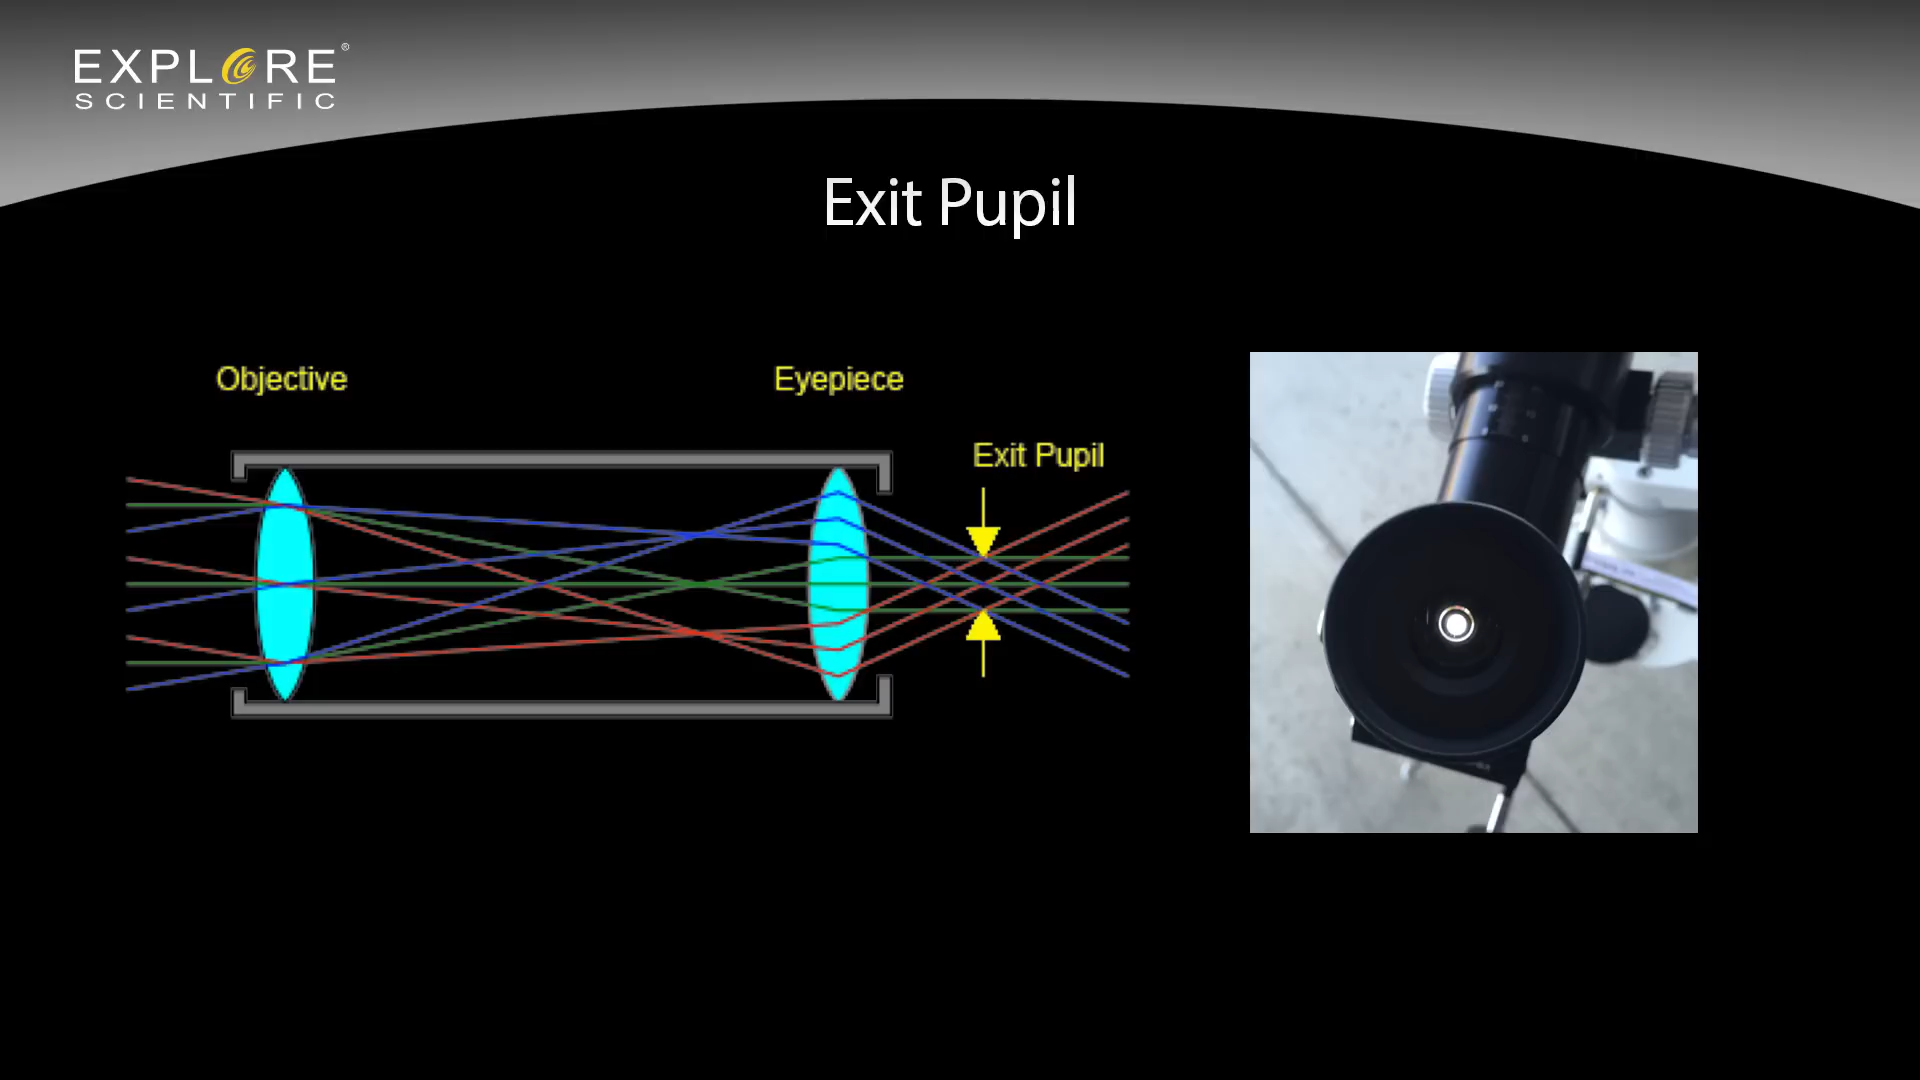 EXPLORE®
SCIENTIFIC
Exit Pupil
Objective
Eyepiece
Exit Pupil